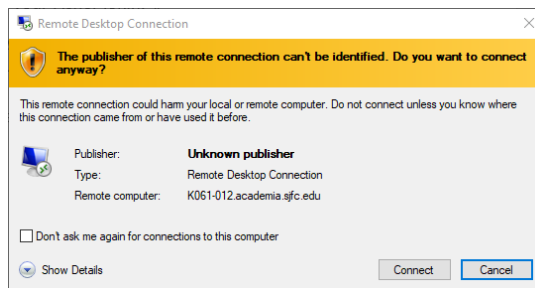 Remote Desktop Connection
The publisher of this remote connection can't be identified. Do you want to connect
anyway?
This remote connection could harm your local or remote computer. Do not connect unless you know where
this connection came from or have used it before.
Publisher: Unknown publisher
Type: Remote Desktop Connection
Remote computer: K061-012.academia.sjfc.edu
Don't ask me again for connections to this computer
Show Details Connect Cancel